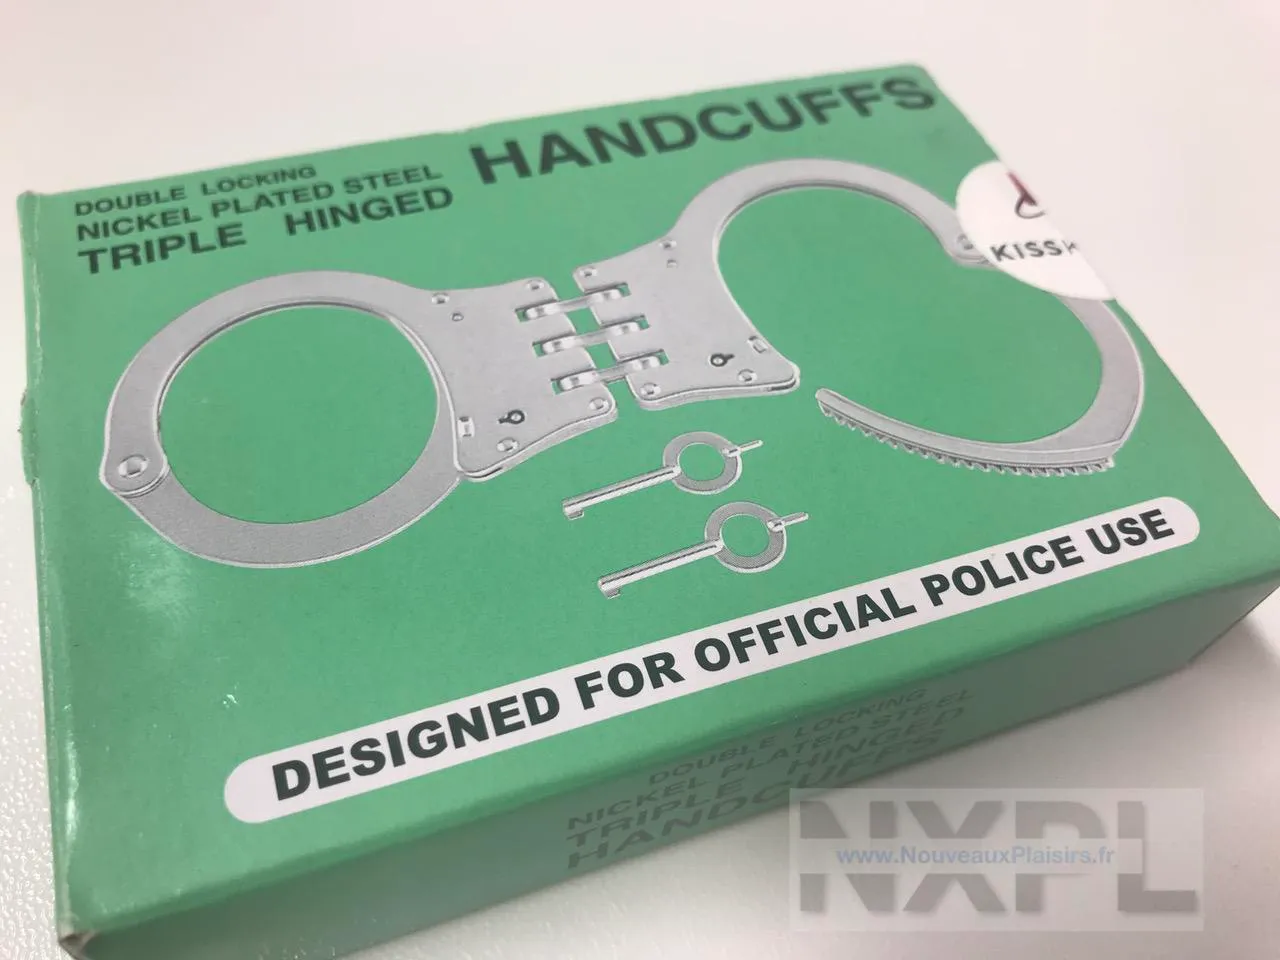 DOUBLE LOCKING
NICKEL PLATED STEEL
TRIPLE HINGED
HANDCUFFS
KISSK
DESIGNED FOR OFFICIAL POLICE USE
DOUBLE LOCKING
NICKEL PLATED STEEL
TRIPLE HINGED
HANDCUFFS
NXPL
www.NouveauxPlaisirs.fr